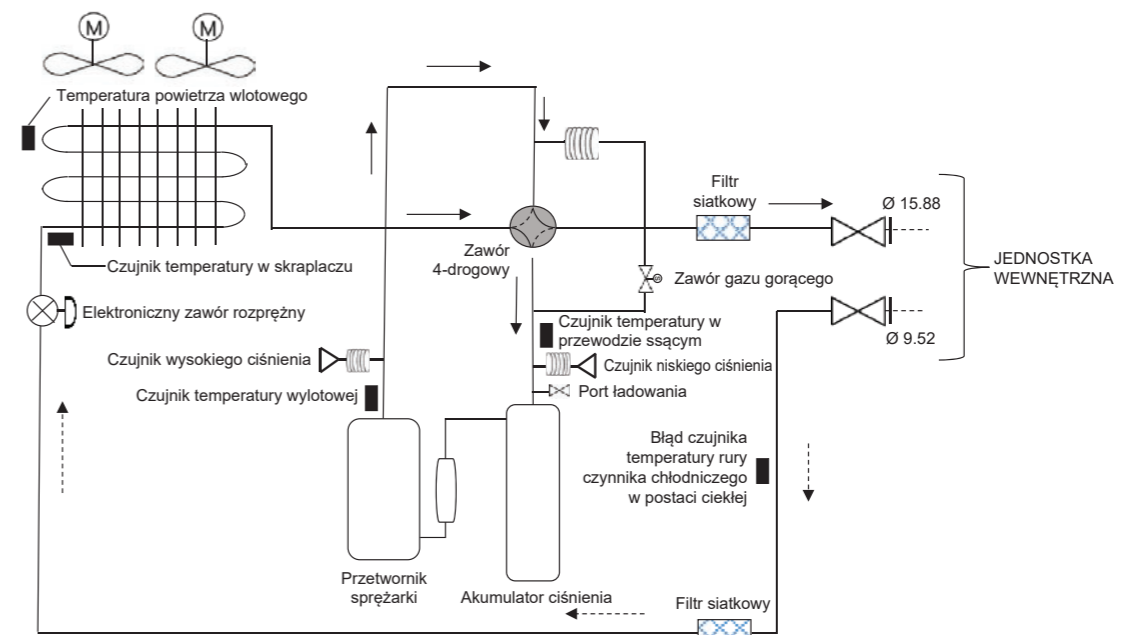 M
M
Temperatura powietrza wlotowego
Filtr
siatkowy
Ø 15.88
Czujnik temperatury w skraplaczu
Zawór
4-drogowy
Zawór gazu gorącego
JEDNOSTKA
WEWNĘTRZNA
Elektroniczny zawór rozprężny
Czujnik temperatury w
przewodzie ssącym
Ø 9.52
Czujnik wysokiego ciśnienia
Czujnik niskiego ciśnienia
Czujnik temperatury wylotowej
Port ładowania
Błąd czujnika
temperatury rury
czynnika chłodniczego
w postaci ciekłej
Przetwornik
sprężarki
Akumulator ciśnienia
Filtr siatkowy